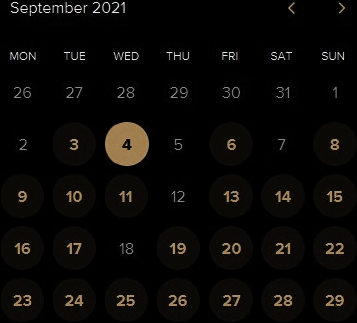 September 2021 < >
MON TUE WED THU FRI SAT SUN
26 27 28 29 30 31 1
2 3 4 5 6 7 8
9 10 11 12 13 14 15
16 17 18 19 20 21 22
23 24 25 26 27 28 29